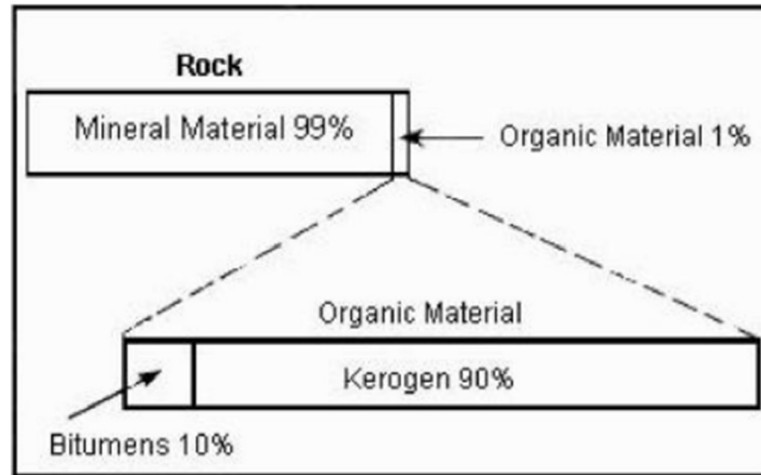 Rock
Mineral Material 99%
Organic Material 1%
Organic Material
Kerogen 90%
Bitumens 10%